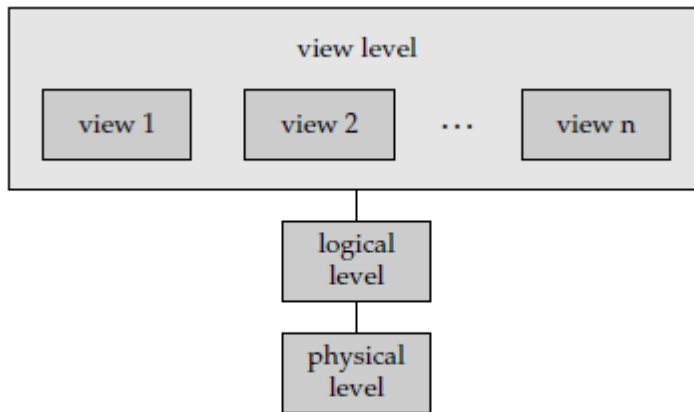 view level
view 1
view 2
...
view n
logical
level
physical
level